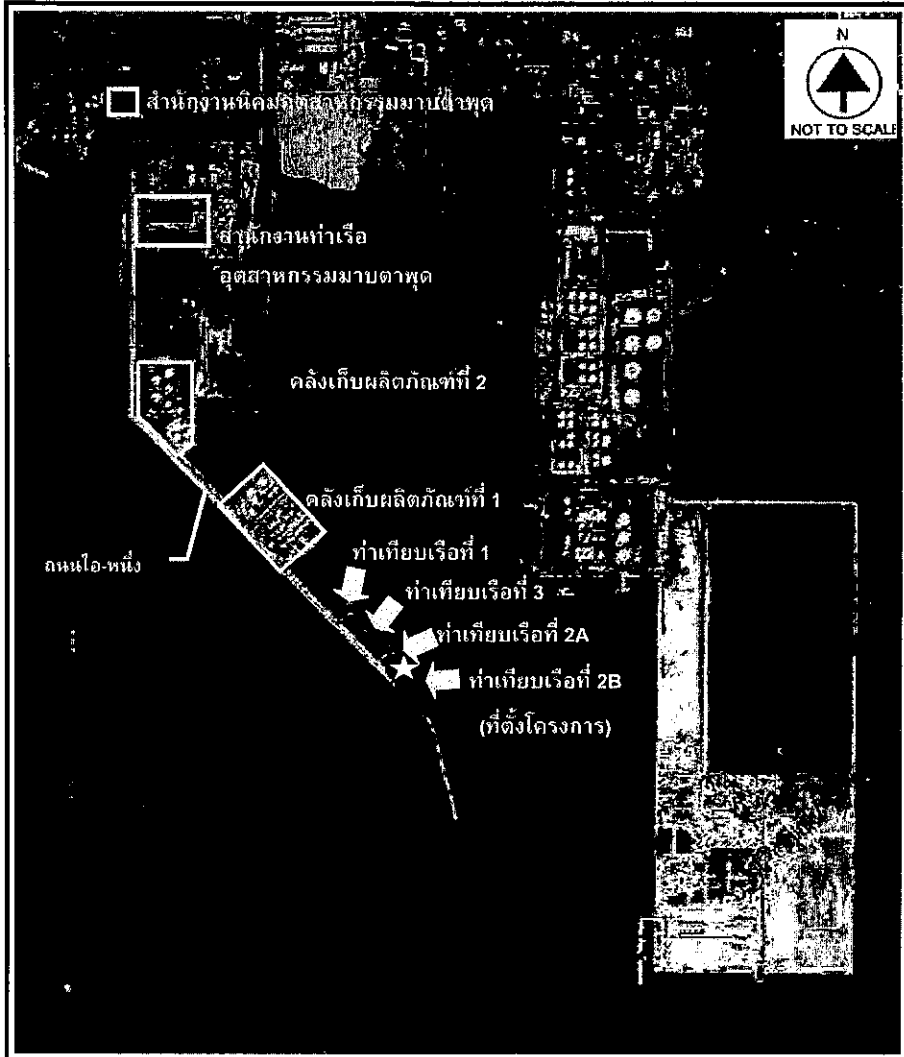 N
NOT TO SCALE
สำนักงานนิคมอุตสาหกรรมมาบตาพุด
สำนักงานท่าเรือ
อุตสาหกรรมมาบตาพุด
คลังเก็บผลิตภัณฑ์ที่ 2
คลังเก็บผลิตภัณฑ์ที่ 1
ถนนไอ-หนึ่ง
ท่าเทียบเรือที่ 1
ท่าเทียบเรือที่ 3
ท่าเทียบเรือที่ 2A
ท่าเทียบเรือที่ 2B
(ที่ตั้งโครงการ)